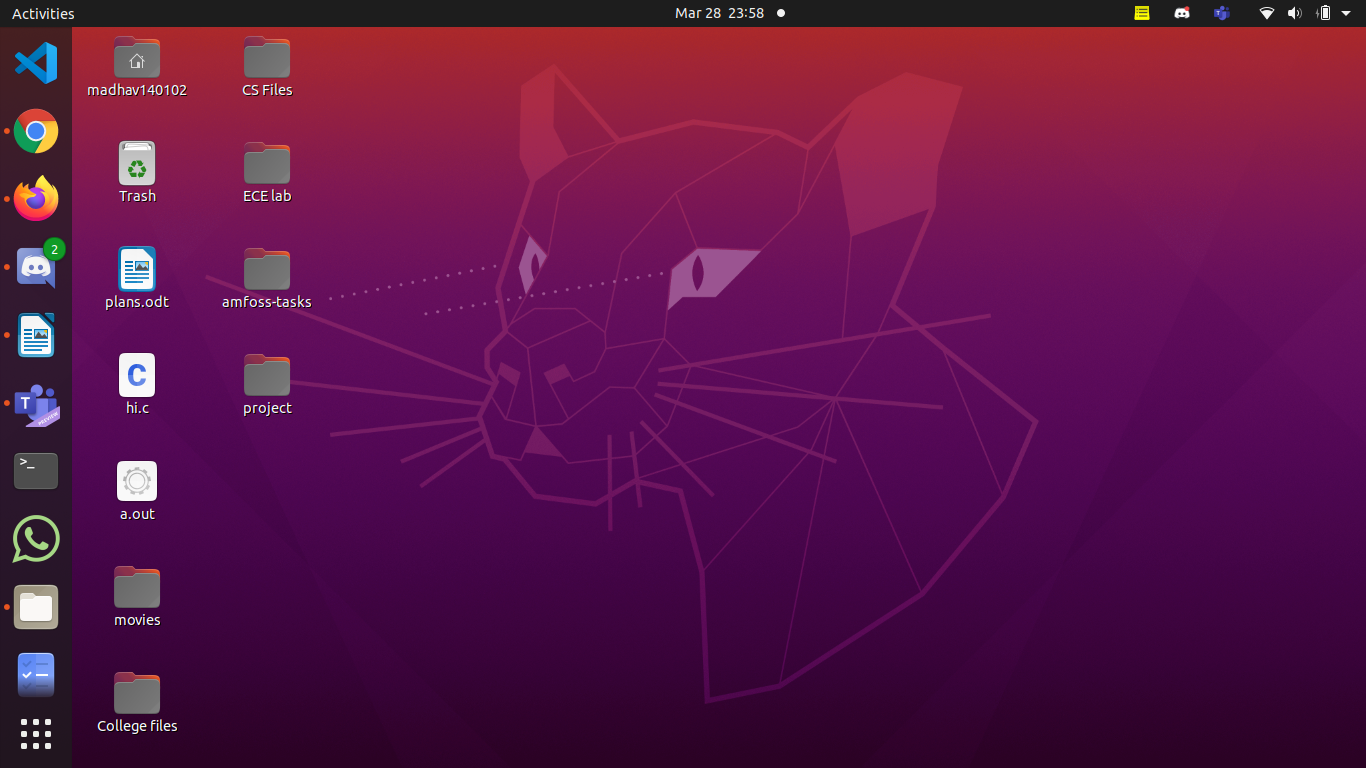 Activities
Mar 28 23:58
madhav140102
CS Files
Trash
ECE lab
2
plans.odt
amfoss-tasks
C
hi.c
project
T
PREVIEW
>_
a.out
movies
College files